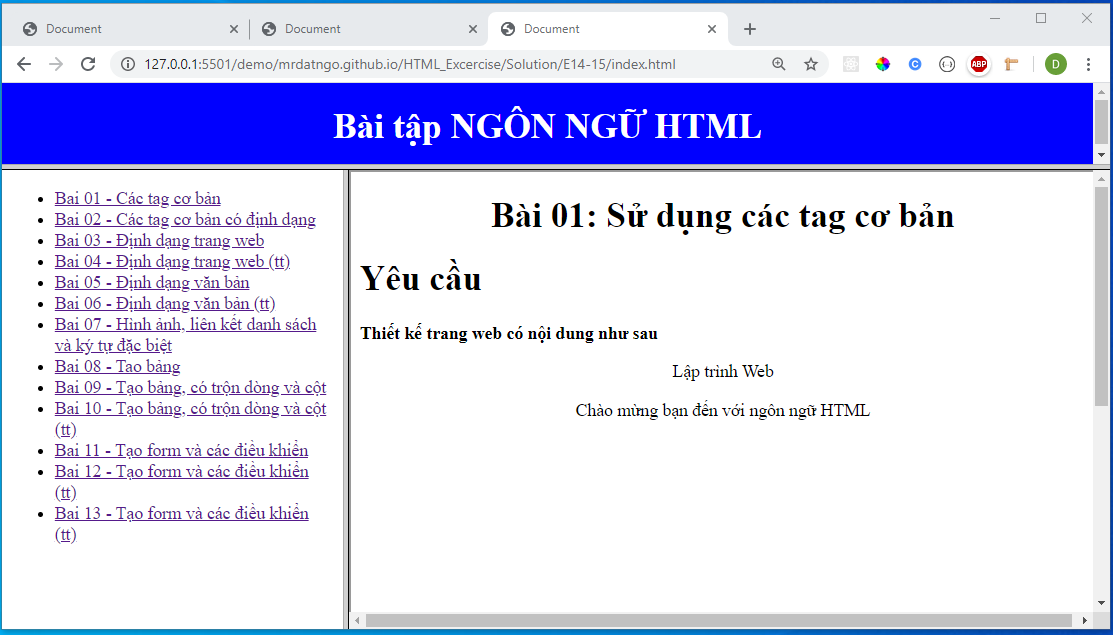 Document
Document
Document
127.0.0.1:5501/demo/mrdatngo.github.io/HTML_Excercise/Solution/E14-15/index.html
ABP
D
Bài tập NGÔN NGỮ HTML
Bai 01 - Các tag cơ bản
Bai 02 - Các tag cơ bản có định dạng
Bai 03 - Định dạng trang web
Bai 04 - Định dạng trang web (tt)
Bai 05 - Định dạng văn bản
Bai 06 - Định dạng văn bản (tt)
Bai 07 - Hình ảnh, liên kết danh sách
và ký tự đặc biệt
Bai 08 - Tao bảng
Bai 09 - Tạo bảng, có trộn dòng và cột
Bai 10 - Tạo bảng, có trộn dòng và cột
(tt)
Bai 11 - Tạo form và các điều khiển
Bai 12 - Tạo form và các điều khiển
(tt)
Bai 13 - Tạo form và các điều khiển
(tt)
Bài 01: Sử dụng các tag cơ bản
Yêu cầu
Thiết kế trang web có nội dung như sau
Lập trình Web
Chào mừng bạn đến với ngôn ngữ HTML